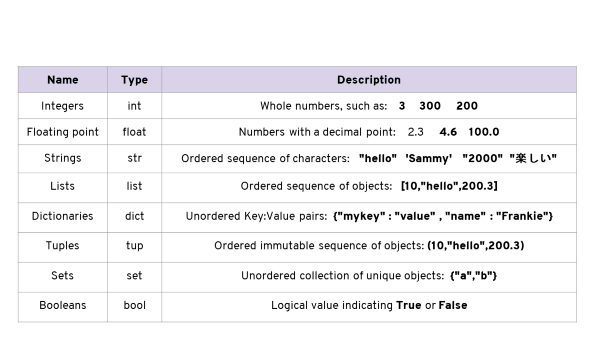 Name Type Description
Integers int Whole numbers, such as: 3 300 200
Floating point float Numbers with a decimal point: 2.3 4.6 100.0
Strings str Ordered sequence of characters: "hello" 'Sammy' "2000" "楽しい"
Lists list Ordered sequence of objects: [10,"hello",200.3]
Dictionaries dict Unordered Key:Value pairs: {"mykey" : "value" , "name" : "Frankie"}
Tuples tup Ordered immutable sequence of objects: (10,"hello",200.3)
Sets set Unordered collection of unique objects: {"a","b"}
Booleans bool Logical value indicating True or False